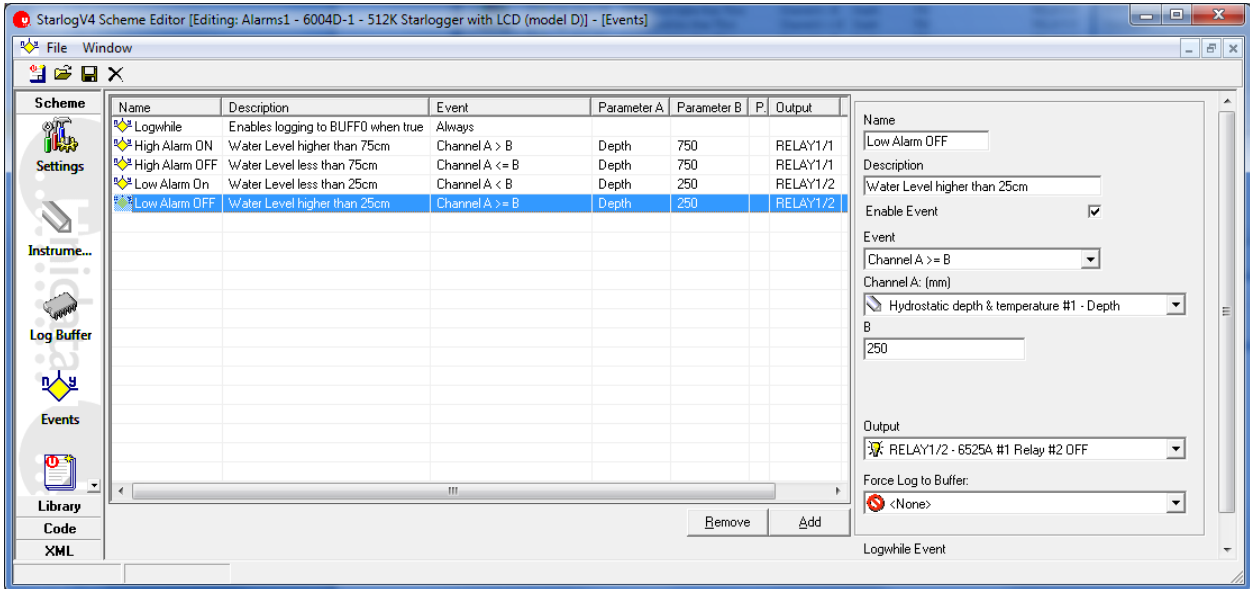 StarlogV4 Scheme Editor [Editing: Alarms1 - 6004D-1 - 512K Starlogger with LCD (model D)] - [Events]
File Window
Scheme
Settings
Instrume...
Log Buffer
Events
Library
Code
XML
Name Description Event Parameter A Parameter B P. Output
Logwhile Enables logging to BUFF0 when true Always
High Alarm ON Water Level higher than 75cm Channel A > B Depth 750 RELAY1/1
High Alarm OFF Water Level less than 75cm Channel A <= B Depth 750 RELAY1/1
Low Alarm On Water Level less than 25cm Channel A < B Depth 250 RELAY1/2
Low Alarm OFF Water Level higher than 25cm Channel A >= B Depth 250 RELAY1/2
Remove Add
Name
Low Alarm OFF
Description
Water Level higher than 25cm
Enable Event
Event
Channel A >= B
Channel A: (mm)
Hydrostatic depth & temperature #1 - Depth
B
250
Output
RELAY1/2 - 6525A #1 Relay #2 OFF
Force Log to Buffer:
<None>
Logwhile Event